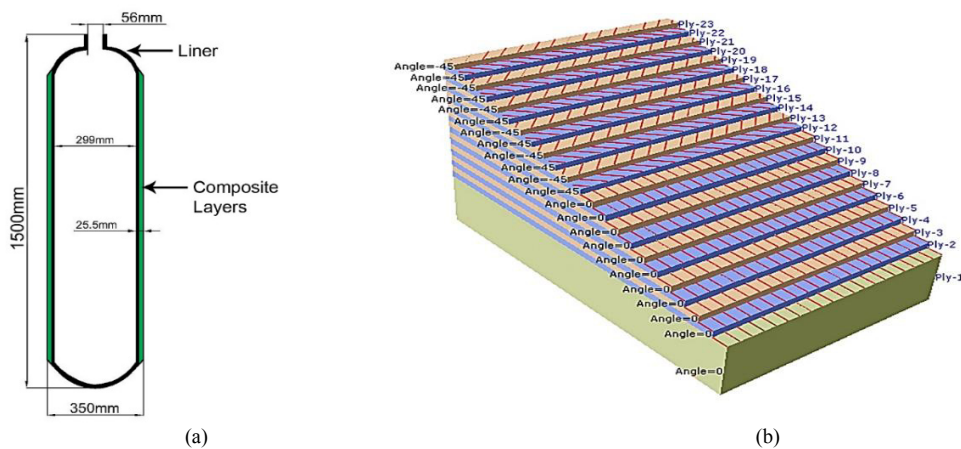 56mm
Liner
299mm
1500mm
Composite
Layers
25.5mm
350mm
(a)
Ply-23
Ply-22
Ply-21
Ply-20
Ply-19
Ply-18
Ply-17
Ply-16
Ply-15
Ply-14
Ply-13
Ply-12
Ply-11
Ply-10
Ply-9
Ply-8
Ply-7
Ply-6
Ply-5
Ply-4
Ply-3
Ply-2
Ply-1
Angle=-45
Angle=45
Angle=-45
Angle=45
Angle=-45
Angle=45
Angle=-45
Angle=45
Angle=-45
Angle=45
Angle=-45
Angle=45
Angle=0
Angle=0
Angle=0
Angle=0
Angle=0
Angle=0
Angle=0
Angle=0
Angle=0
Angle=0
Angle=0
(b)